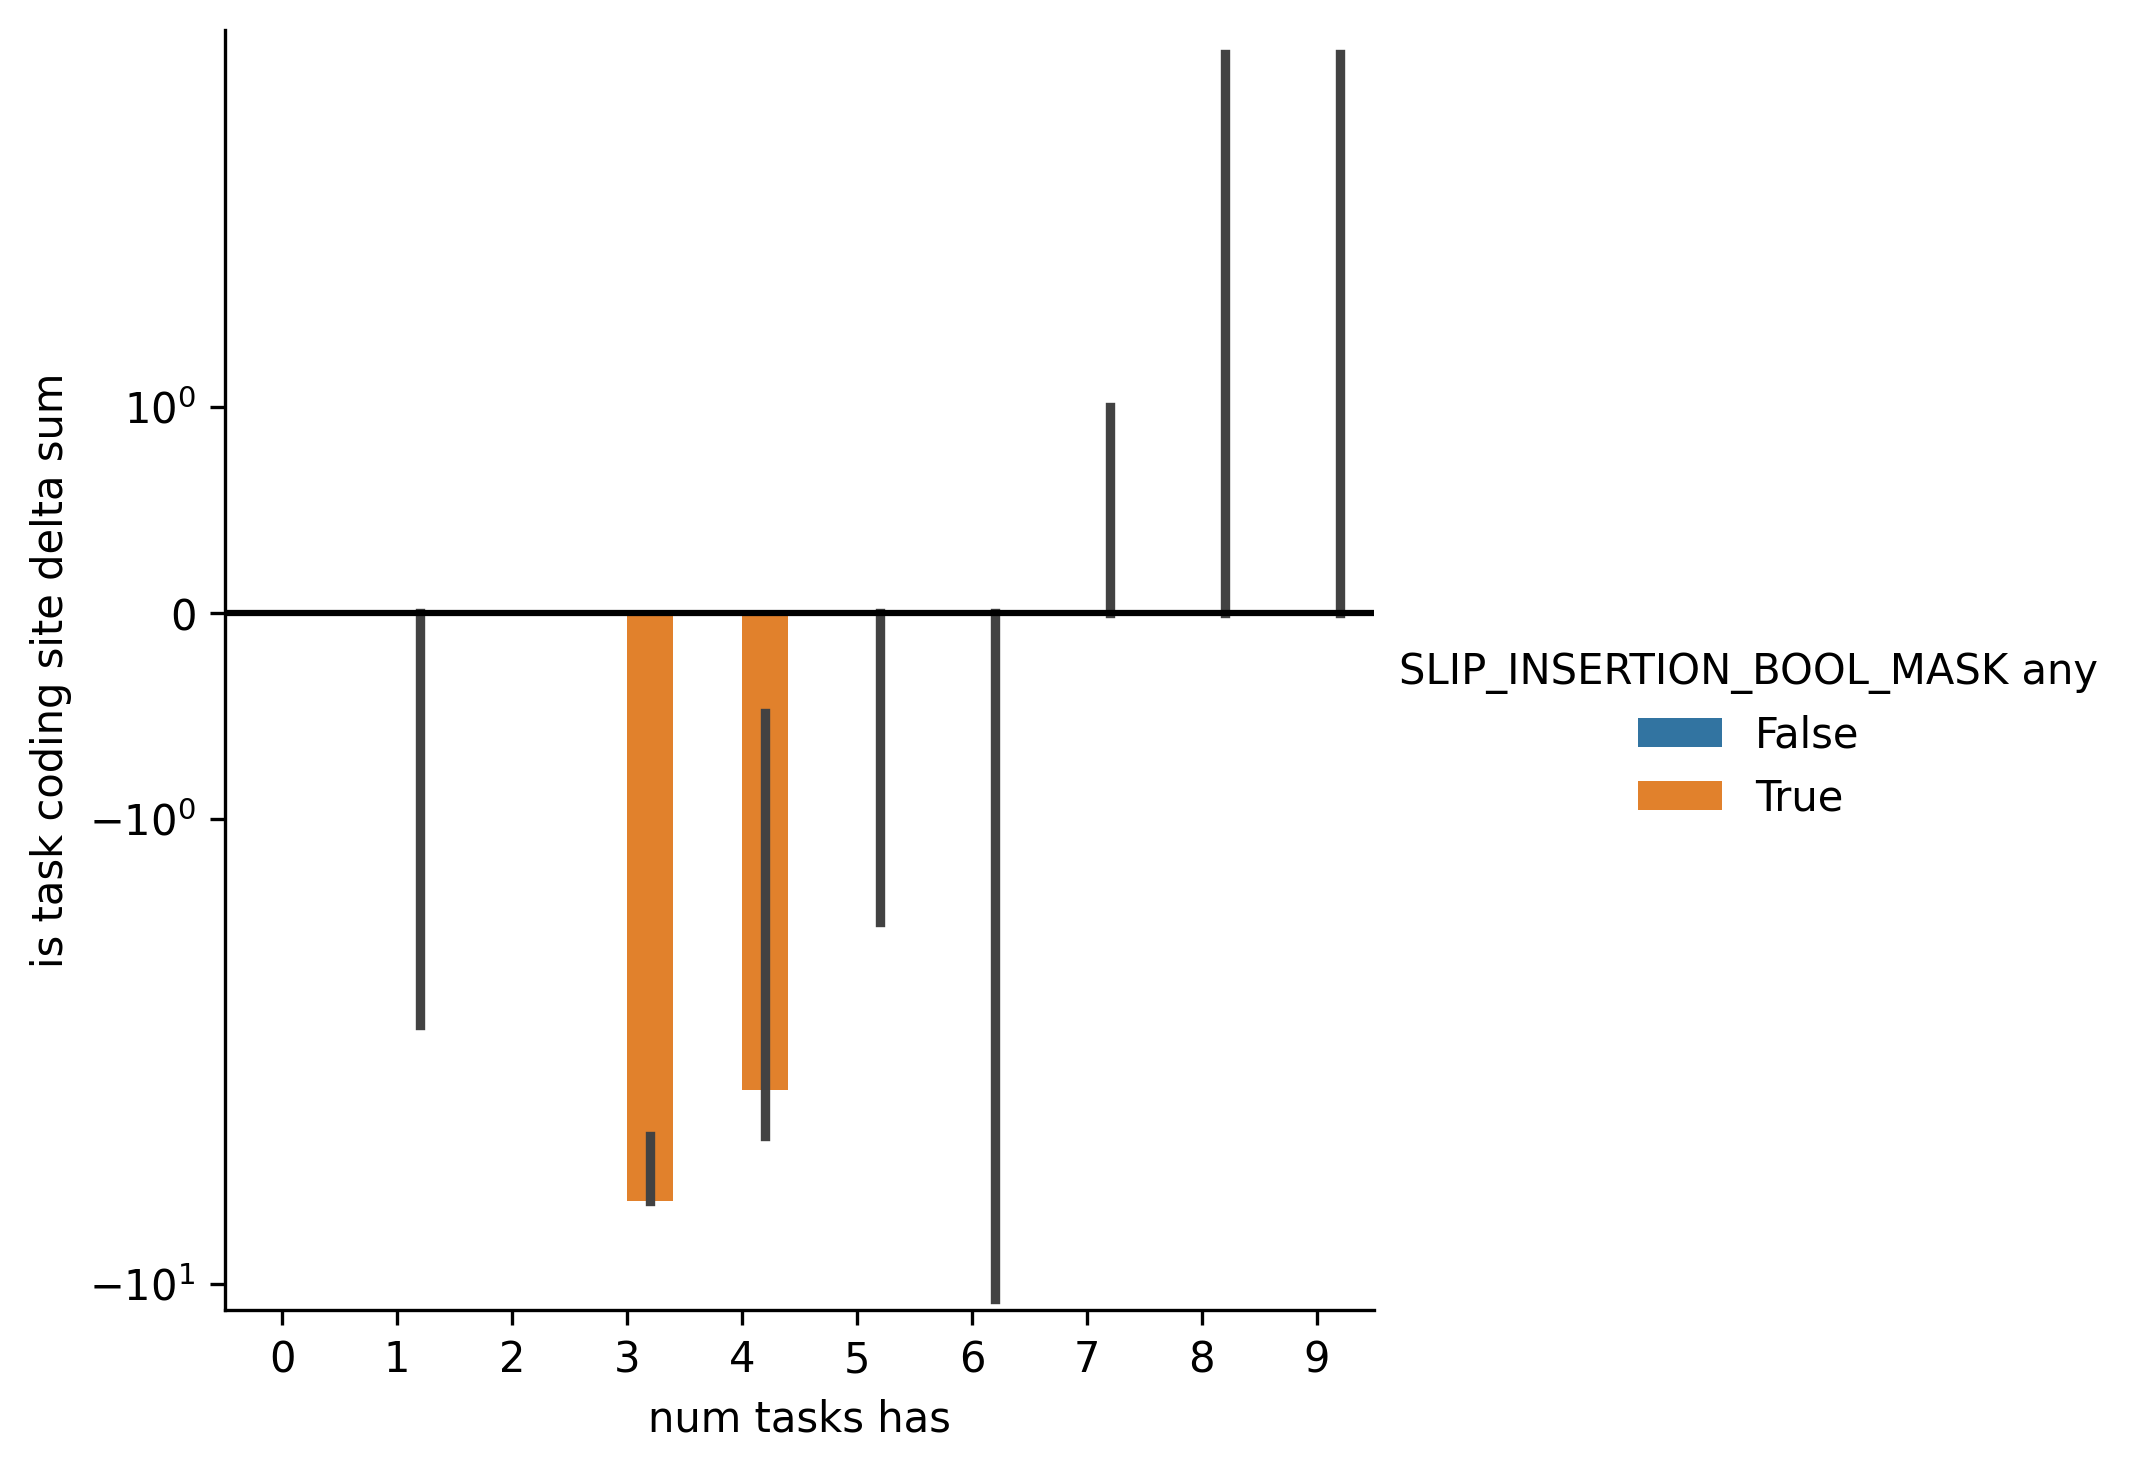 is task coding site delta sum
10⁰
0
−10⁰
−10¹
0 1 2 3 4 5 6 7 8 9
num tasks has
SLIP_INSERTION_BOOL_MASK any
False
True